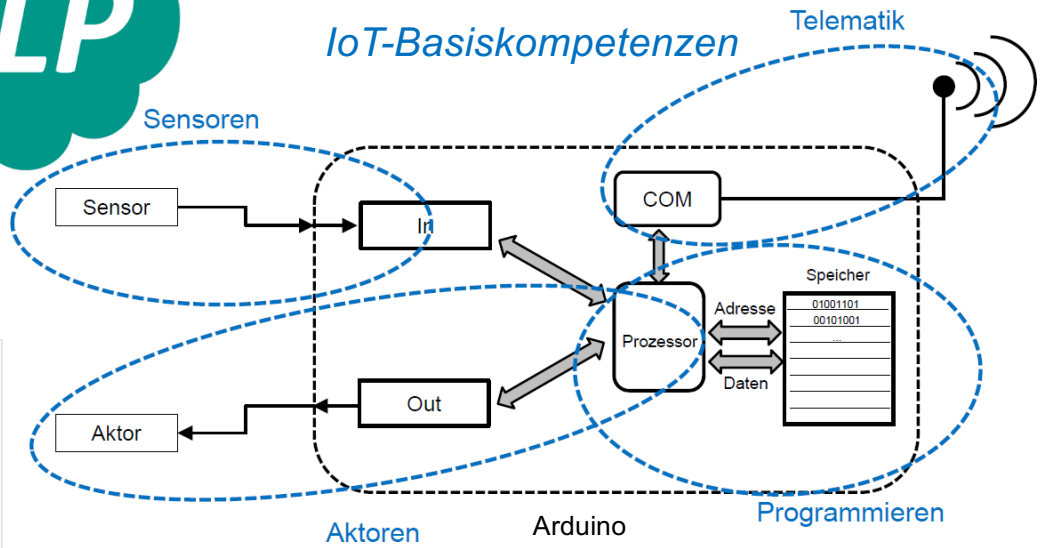 LP
IoT-Basiskompetenzen
Telematik
Sensoren
Sensor
In
COM
Speicher
01001101
00101001
...
Adresse
Prozessor
Daten
Out
Aktor
Aktoren
Arduino
Programmieren